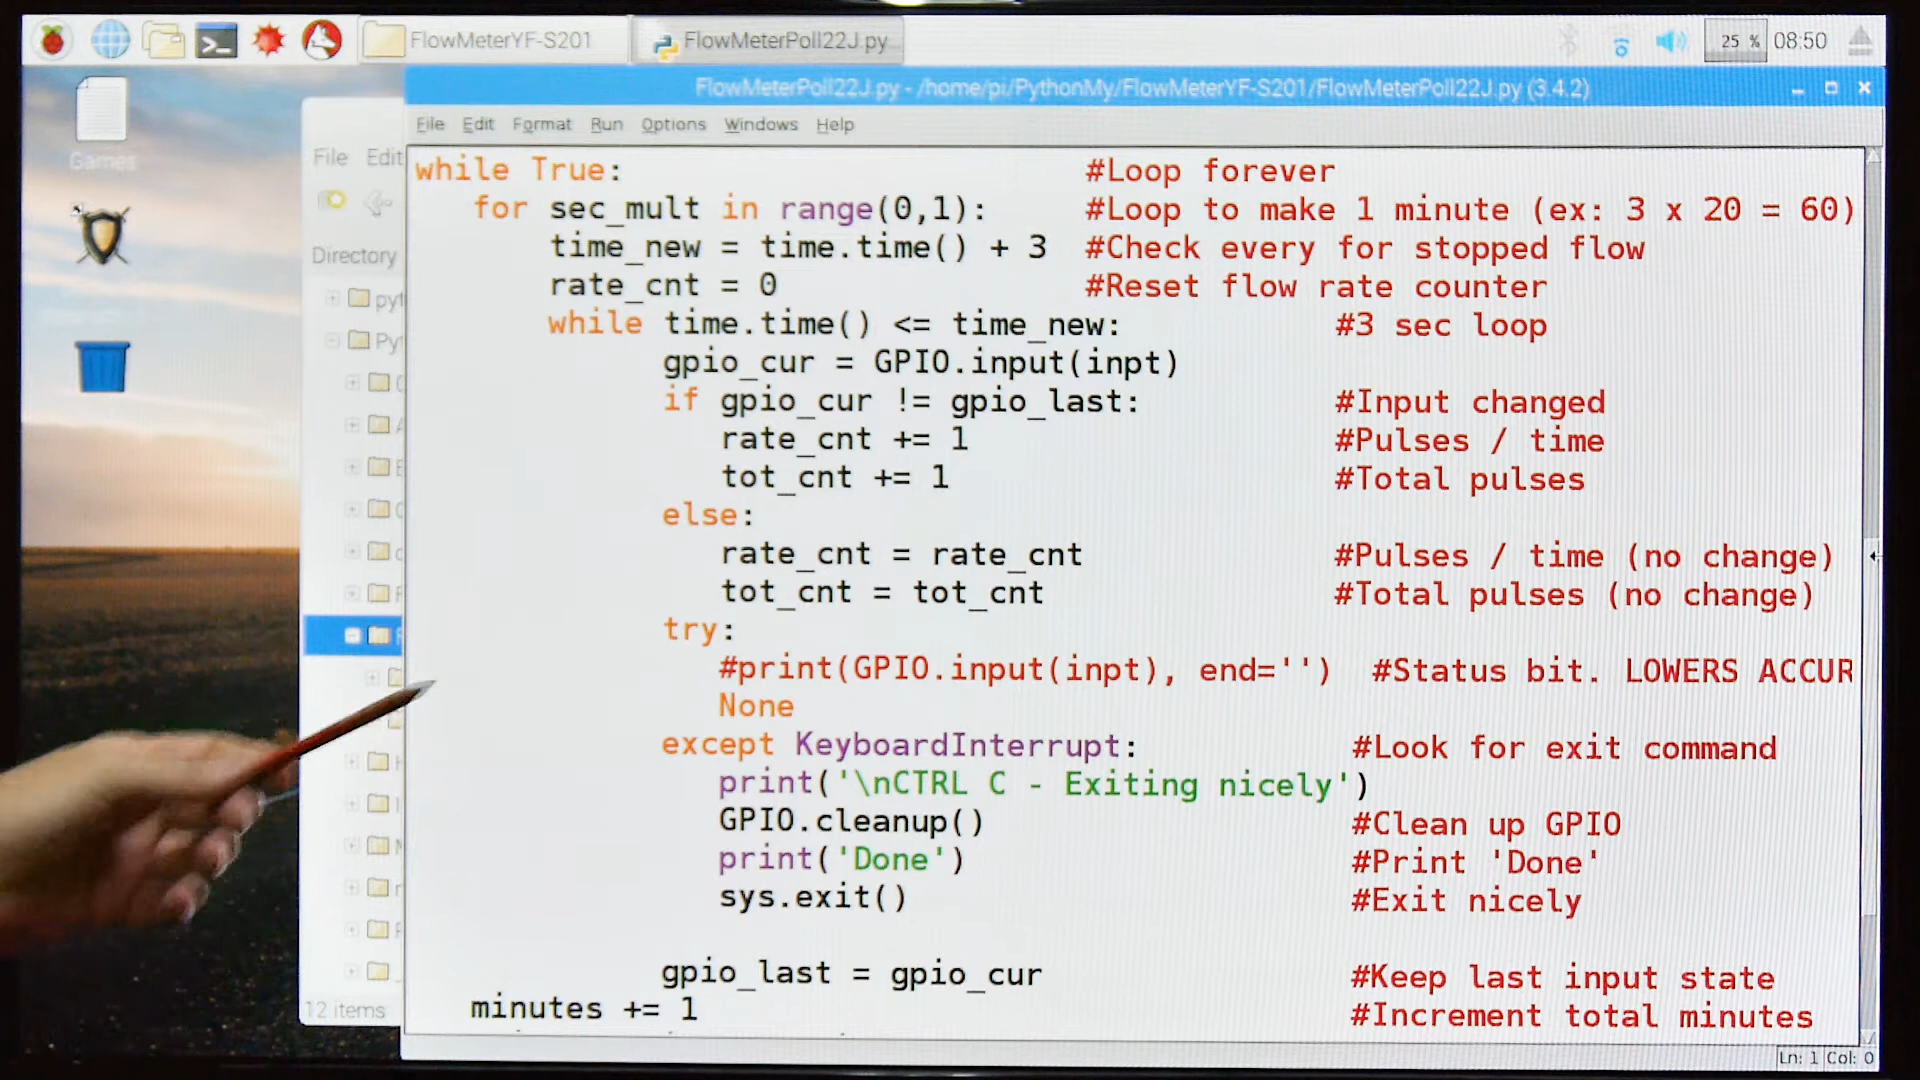 FlowMeterYF-S201
FlowMeterPoll22J.py
25 %
08:50
FlowMeterPoll22J.py - /home/pi/PythonMy/FlowMeterYF-S201/FlowMeterPoll22J.py (3.4.2)
File Edit Format Run Options Windows Help
Games
File Edit
Directory
12 items
while True: #Loop forever
for sec_mult in range(0,1): #Loop to make 1 minute (ex: 3 x 20 = 60)
time_new = time.time() + 3 #Check every for stopped flow
rate_cnt = 0 #Reset flow rate counter
while time.time() <= time_new: #3 sec loop
gpio_cur = GPIO.input(inpt)
if gpio_cur != gpio_last: #Input changed
rate_cnt += 1 #Pulses / time
tot_cnt += 1 #Total pulses
else:
rate_cnt = rate_cnt #Pulses / time (no change)
tot_cnt = tot_cnt #Total pulses (no change)
try:
#print(GPIO.input(inpt), end='') #Status bit. LOWERS ACCUR
None
except KeyboardInterrupt: #Look for exit command
print('\nCTRL C - Exiting nicely')
GPIO.cleanup() #Clean up GPIO
print('Done') #Print 'Done'
sys.exit() #Exit nicely
gpio_last = gpio_cur #Keep last input state
minutes += 1 #Increment total minutes
Ln: 1 Col: 0